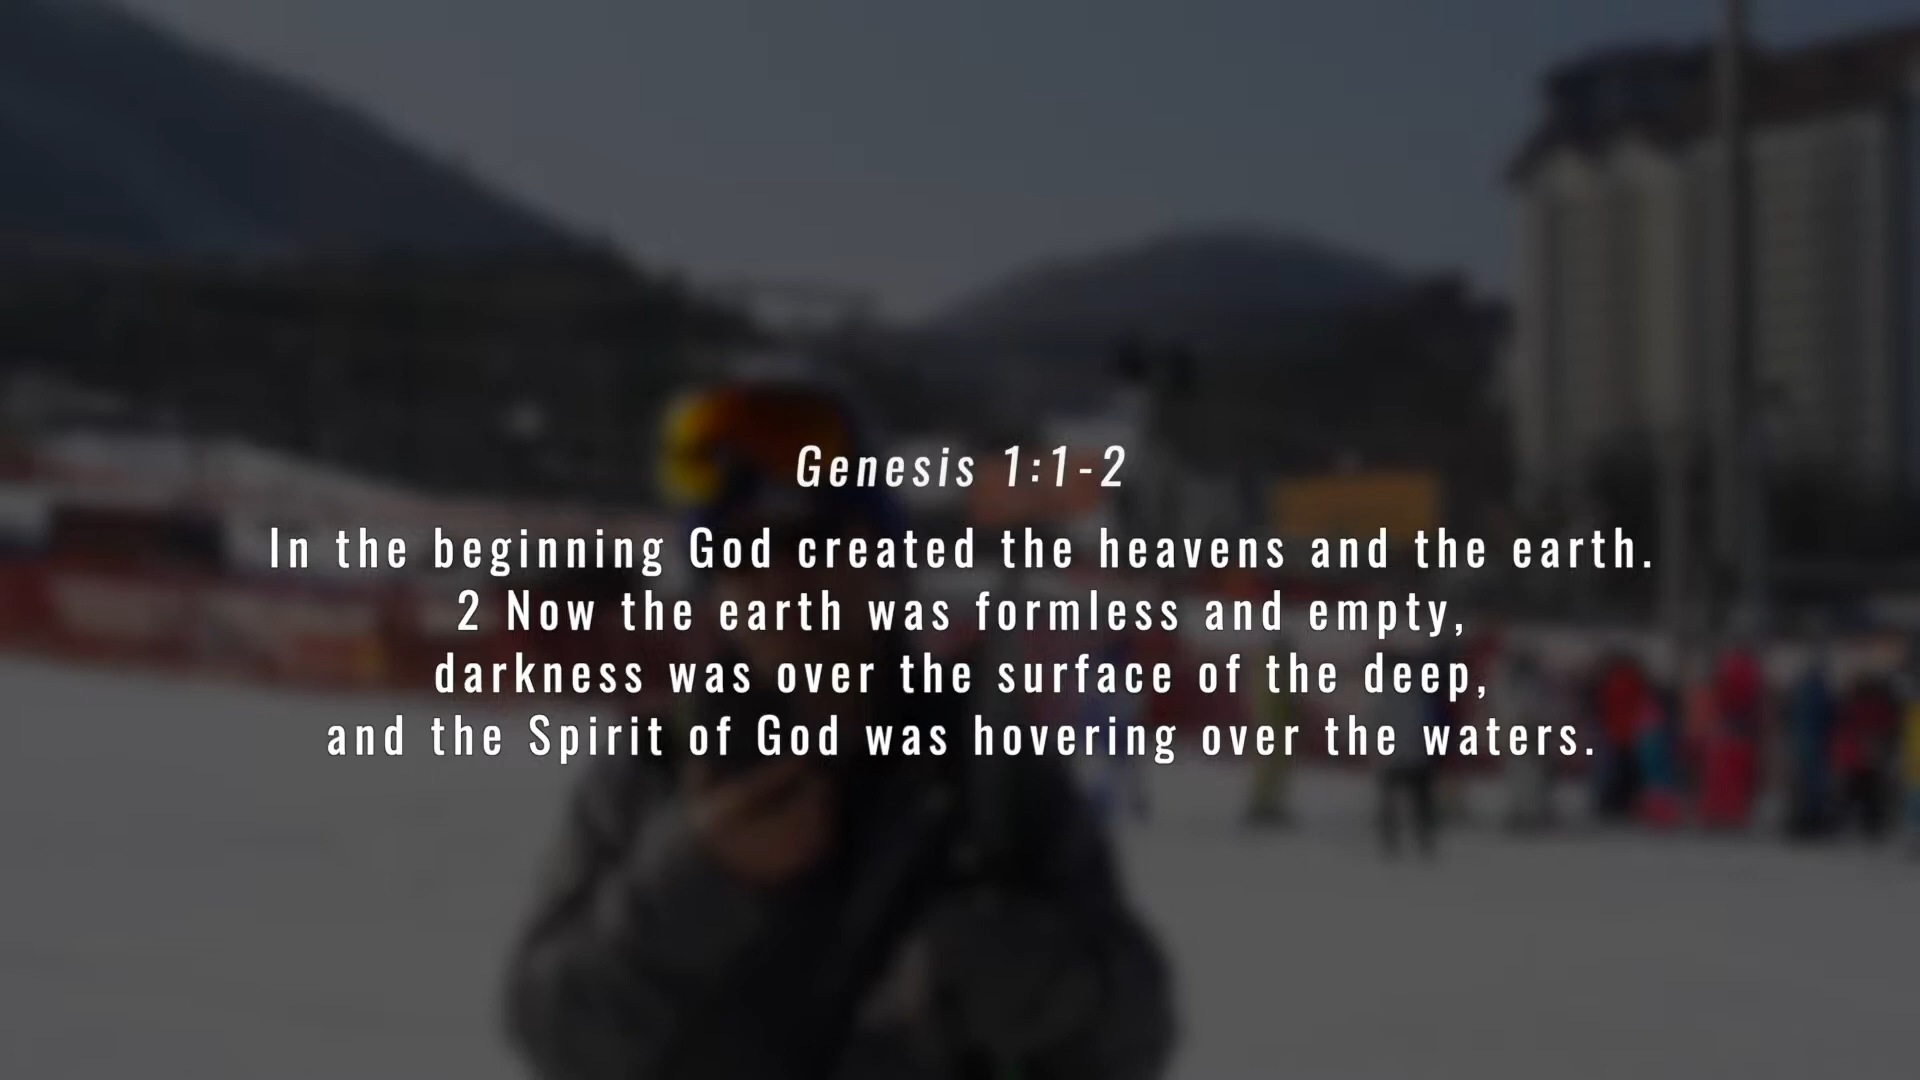 Genesis 1:1-2
In the beginning God created the heavens and the earth.
2 Now the earth was formless and empty,
darkness was over the surface of the deep,
and the Spirit of God was hovering over the waters.